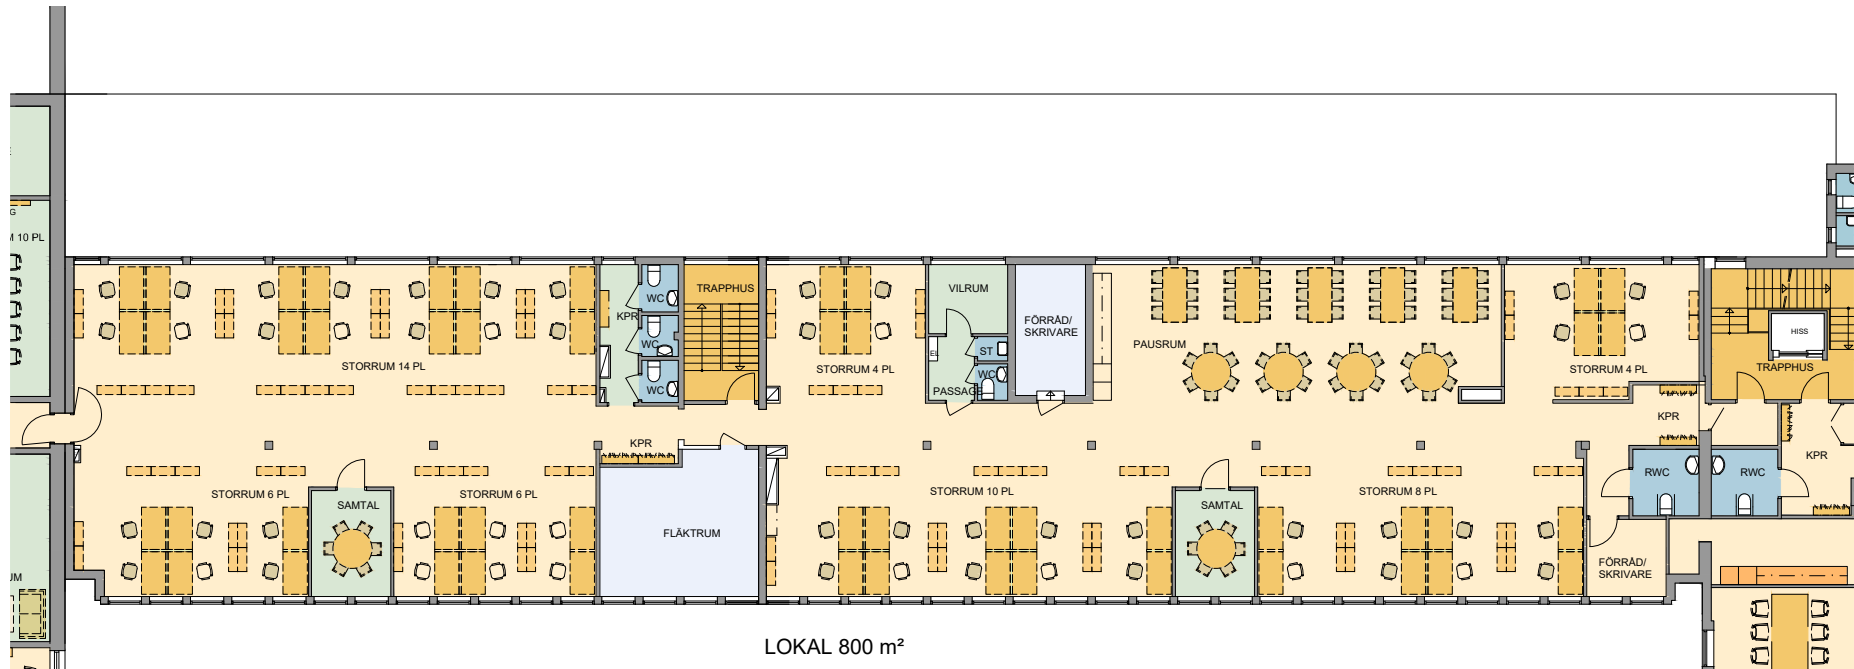 G
M 10 PL
UM
STORRUM 14 PL
STORRUM 6 PL
SAMTAL
STORRUM 6 PL
KPR
WC
WC
WC
KPR
TRAPPHUS
FLÄKTRUM
STORRUM 4 PL
VILRUM
EL
ST
WC
PASSAGE
FÖRRÅD/
SKRIVARE
PAUSRUM
STORRUM 10 PL
SAMTAL
STORRUM 8 PL
STORRUM 4 PL
KPR
RWC
FÖRRÅD/
SKRIVARE
HISS
TRAPPHUS
RWC
KPR
LOKAL 800 m²